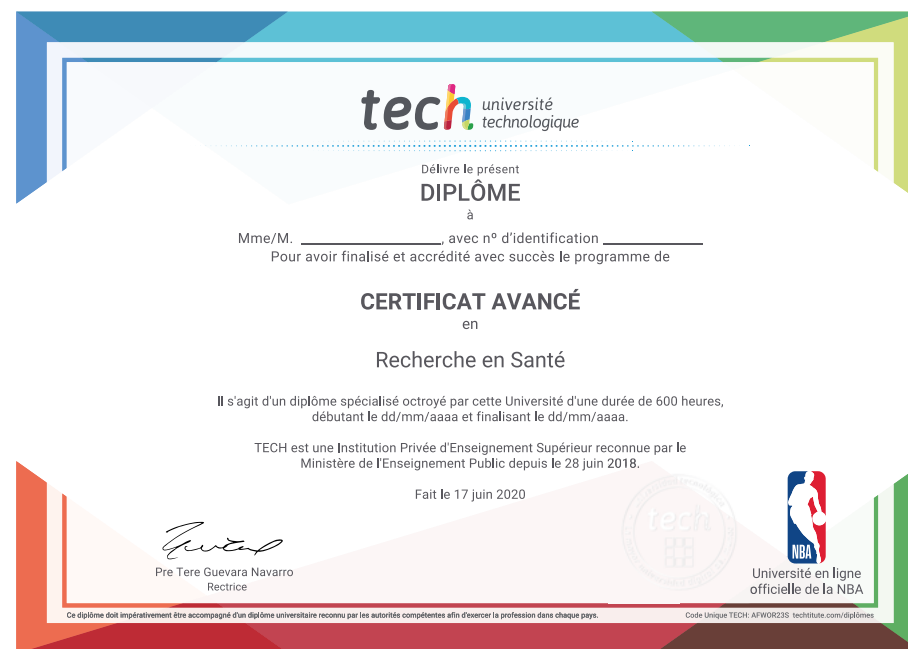 tech université
technologique
Délivre le présent
DIPLÔME
à
Mme/M. ____________________, avec nº d'identification ______________
Pour avoir finalisé et accrédité avec succès le programme de
CERTIFICAT AVANCÉ
en
Recherche en Santé
Il s'agit d'un diplôme spécialisé octroyé par cette Université d'une durée de 600 heures,
débutant le dd/mm/aaaa et finalisant le dd/mm/aaaa.
TECH est une Institution Privée d'Enseignement Supérieur reconnue par le
Ministère de l'Enseignement Public depuis le 28 juin 2018.
Fait le 17 juin 2020
tech
NBA
Pre Tere Guevara Navarro
Rectrice
Université en ligne
officielle de la NBA
Ce diplôme doit impérativement être accompagné d'un diplôme universitaire reconnu par les autorités compétentes afin d'exercer la profession dans chaque pays.
Code Unique TECH: AFWOR23S techtitute.com/diplômes